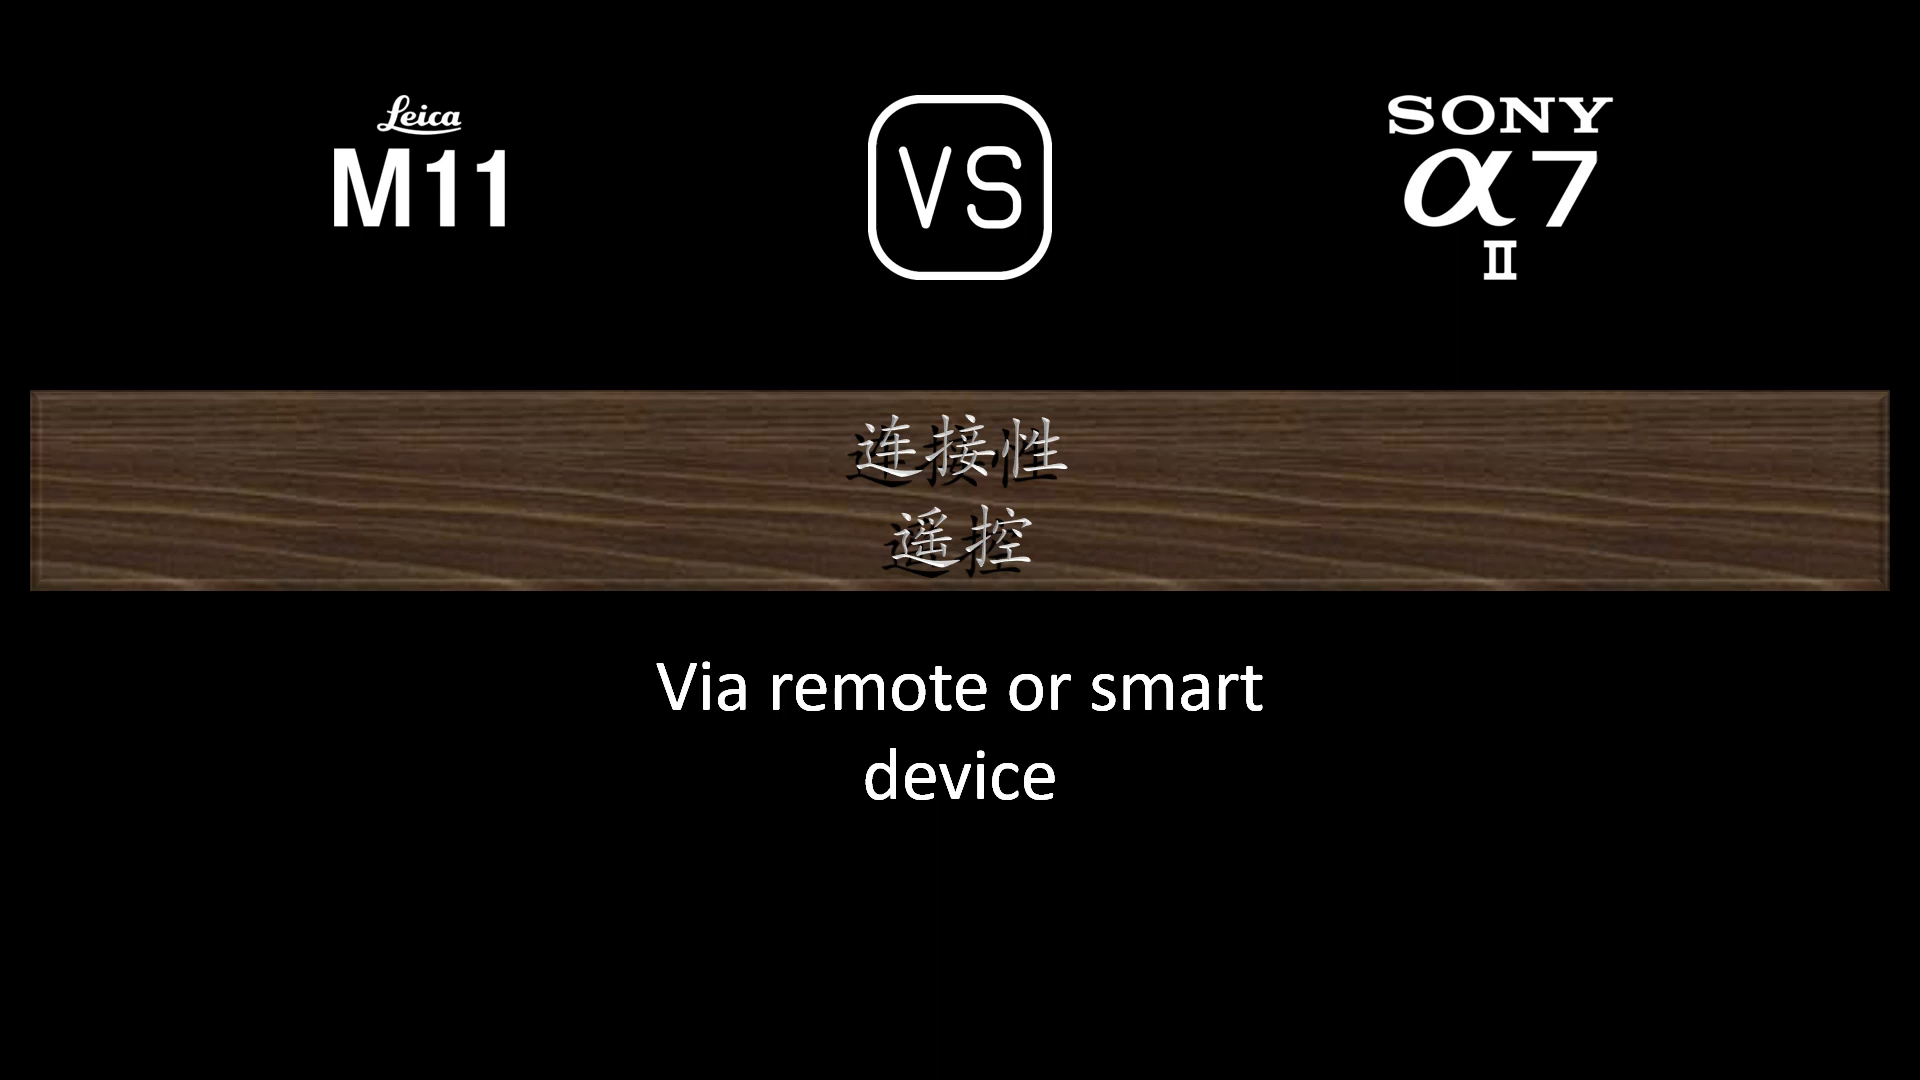 Leica
M11
VS
SONY
α7
II
连接性
遥控
Via remote or smart
device